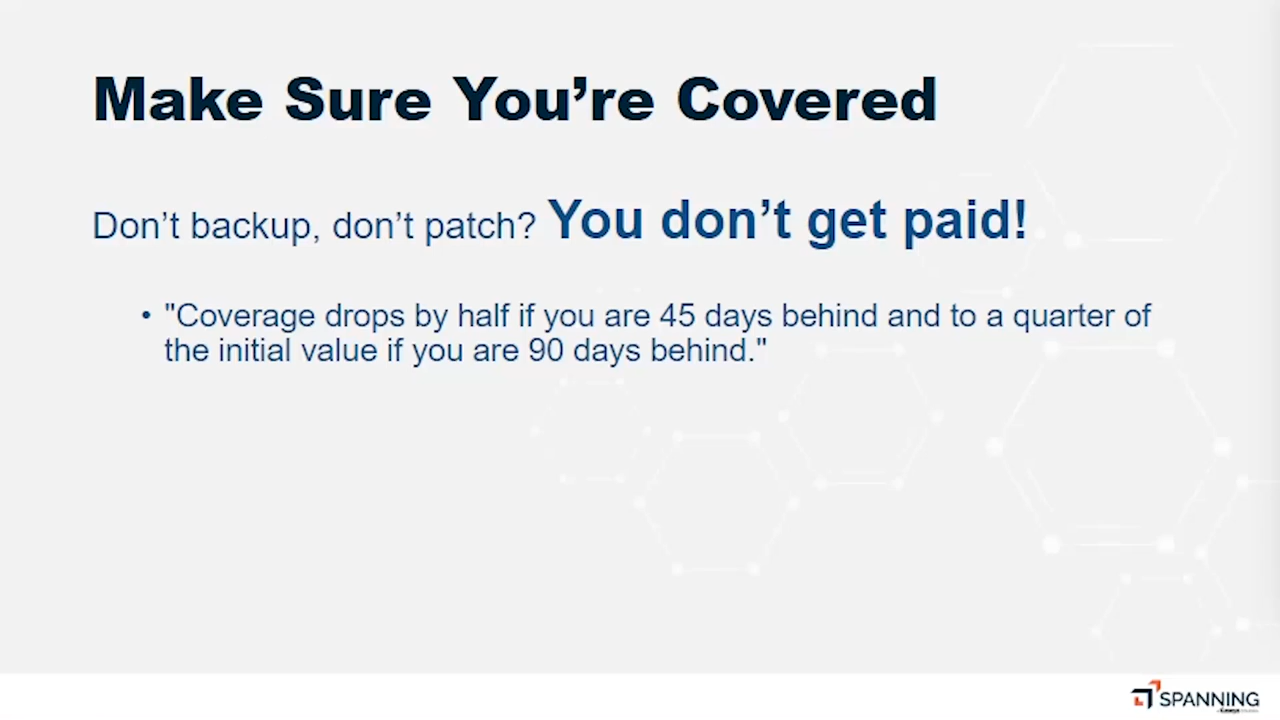 Make Sure You’re Covered
Don’t backup, don’t patch? You don’t get paid!
• "Coverage drops by half if you are 45 days behind and to a quarter of
the initial value if you are 90 days behind."
SPANNING